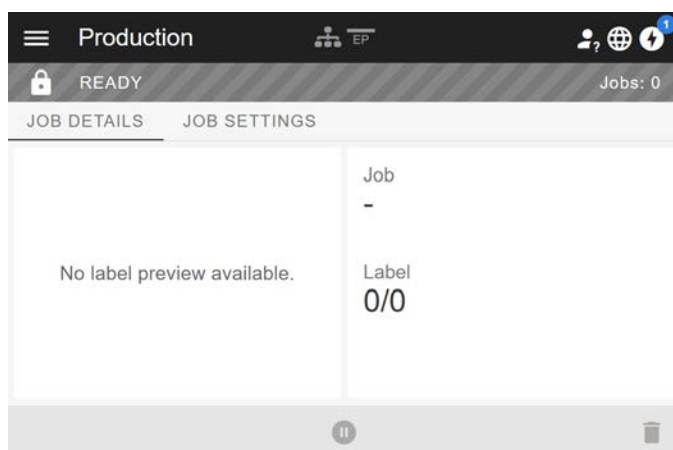 Production
EP
?
1
READY
Jobs: 0
JOB DETAILS
JOB SETTINGS
No label preview available.
Job
-
Label
0/0